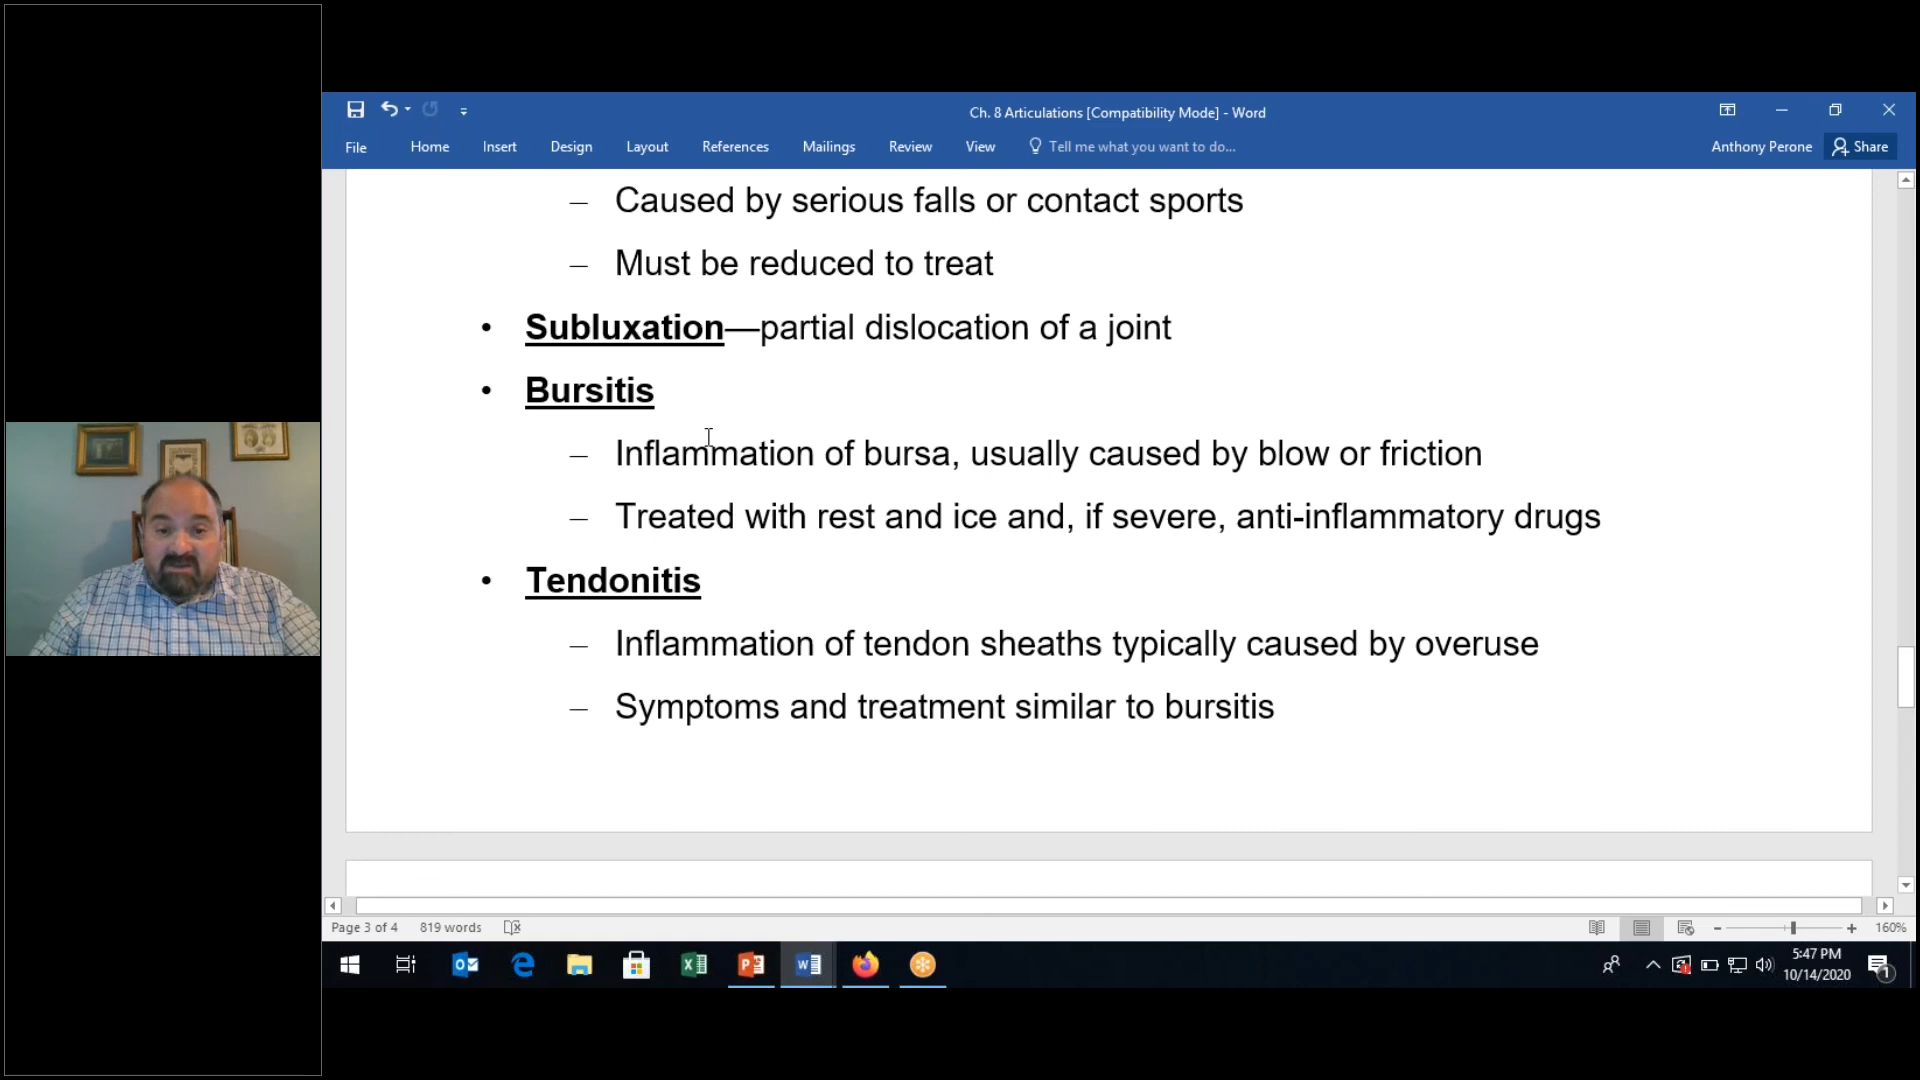 Ch. 8 Articulations [Compatibility Mode] - Word
File Home Insert Design Layout References Mailings Review View Tell me what you want to do... Anthony Perone Share
– Caused by serious falls or contact sports
– Must be reduced to treat
• Subluxation—partial dislocation of a joint
• Bursitis
– Inflammation of bursa, usually caused by blow or friction
– Treated with rest and ice and, if severe, anti-inflammatory drugs
• Tendonitis
– Inflammation of tendon sheaths typically caused by overuse
– Symptoms and treatment similar to bursitis
Page 3 of 4 819 words 160%
5:47 PM
10/14/2020
1